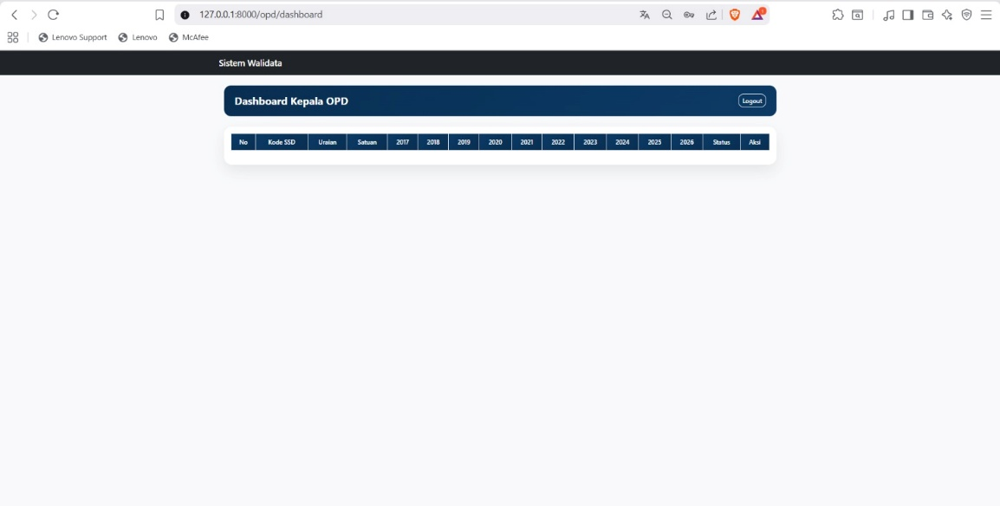 127.0.0.1:8000/opd/dashboard
Lenovo Support Lenovo McAfee
Sistem Walidata
Dashboard Kepala OPD Logout
No Kode SSD Uraian Satuan 2017 2018 2019 2020 2021 2022 2023 2024 2025 2026 Status Aksi